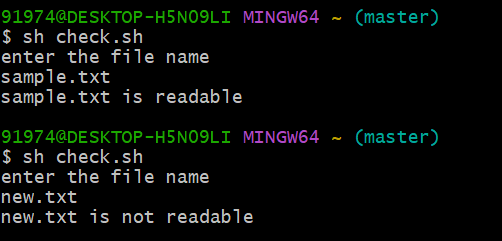 91974@DESKTOP-H5N09LI MINGW64 ~ (master)
$ sh check.sh
enter the file name
sample.txt
sample.txt is readable
91974@DESKTOP-H5N09LI MINGW64 ~ (master)
$ sh check.sh
enter the file name
new.txt
new.txt is not readable